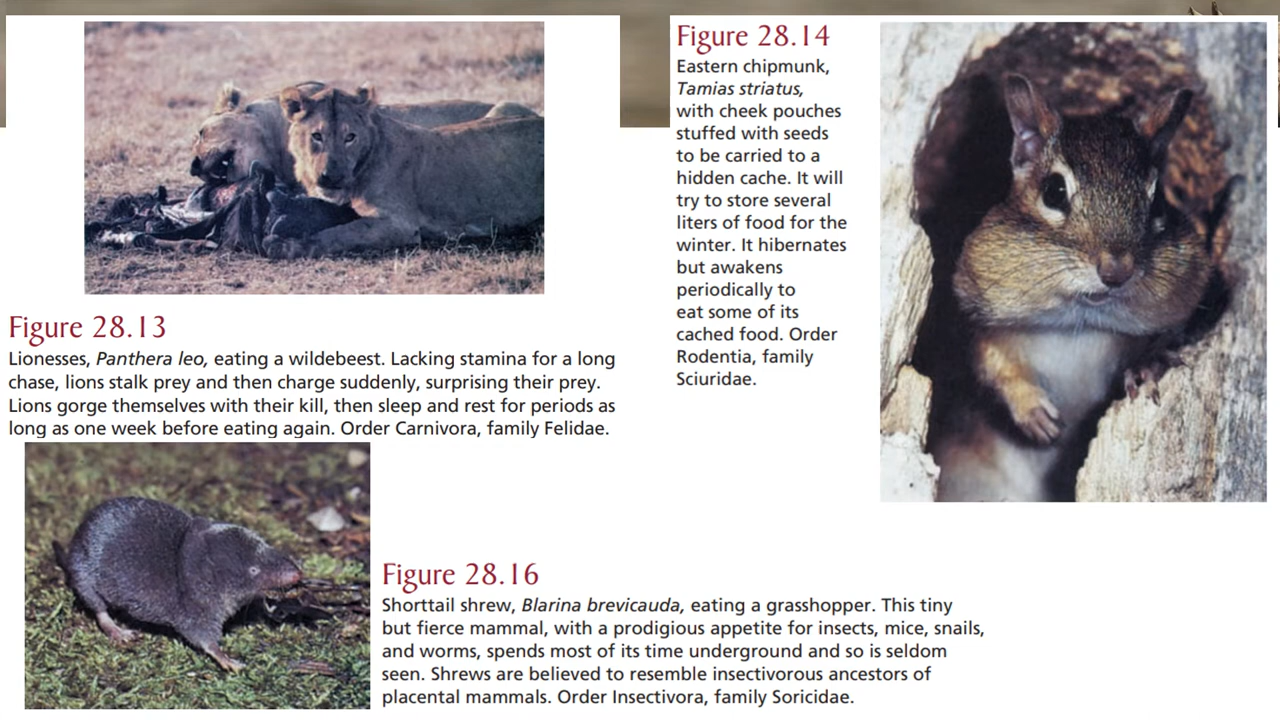 Figure 28.13
Lionesses, Panthera leo, eating a wildebeest. Lacking stamina for a long
chase, lions stalk prey and then charge suddenly, surprising their prey.
Lions gorge themselves with their kill, then sleep and rest for periods as
long as one week before eating again. Order Carnivora, family Felidae.
Figure 28.14
Eastern chipmunk,
Tamias striatus,
with cheek pouches
stuffed with seeds
to be carried to a
hidden cache. It will
try to store several
liters of food for the
winter. It hibernates
but awakens
periodically to
eat some of its
cached food. Order
Rodentia, family
Sciuridae.
Figure 28.16
Shorttail shrew, Blarina brevicauda, eating a grasshopper. This tiny
but fierce mammal, with a prodigious appetite for insects, mice, snails,
and worms, spends most of its time underground and so is seldom
seen. Shrews are believed to resemble insectivorous ancestors of
placental mammals. Order Insectivora, family Soricidae.